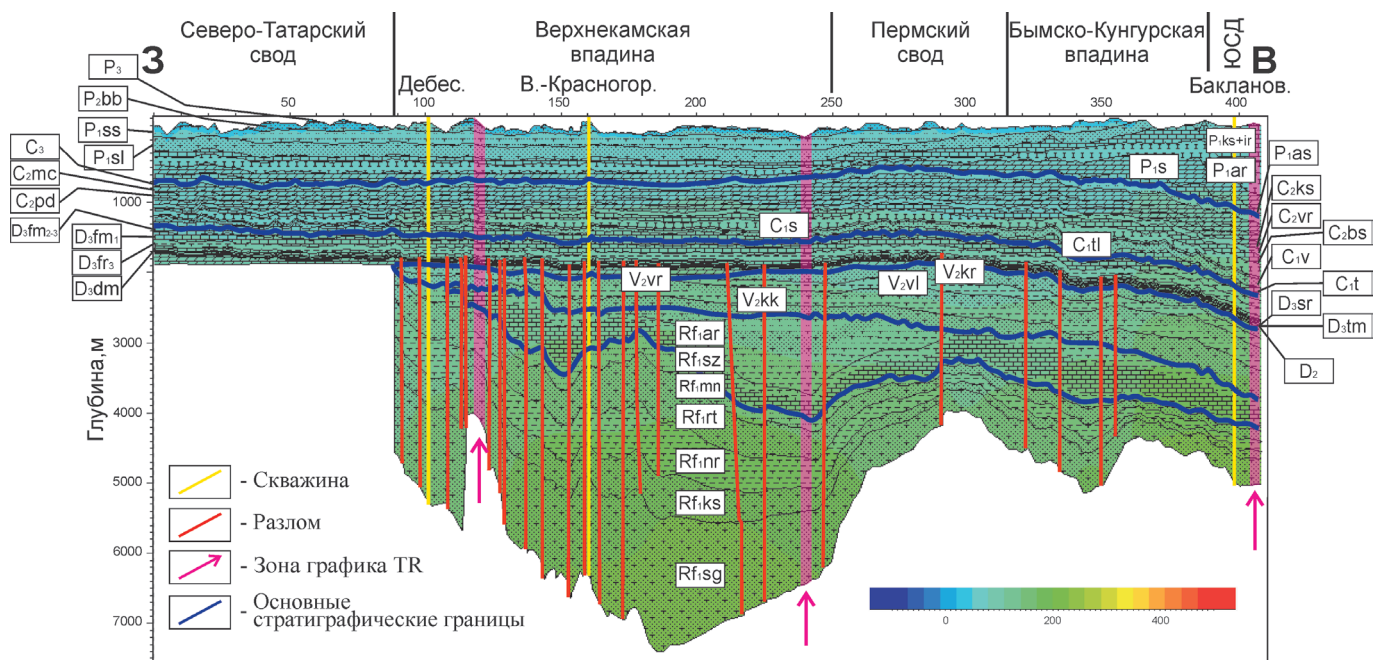 Северо-Татарский
свод
Верхнекамская
впадина
Пермский
свод
Бымско-Кунгурская
впадина
ЮСД
З
В
Дебес.
В.-Красногор.
Бакланов.
50
100
150
200
250
300
350
400
P₃
P₂bb
P₁ss
P₁sl
C₃
C₂mc
C₂pd
D₃fm₂₋₃
D₃fm₁
D₃fr₃
D₃dm
P₁ks+ir
P₁s
P₁ar
P₁as
C₂ks
C₂vr
C₂bs
C₁v
C₁t
D₃sr
D₃tm
D₂
C₁s
C₁tl
V₂vr
V₂kk
V₂vl
V₂kr
Rf₁ar
Rf₁sz
Rf₁mn
Rf₁rt
Rf₁nr
Rf₁ks
Rf₁sg
Глубина,м
1000
3000
4000
5000
6000
7000
- Скважина
- Разлом
- Зона графика TR
- Основные
стратиграфические границы
0
200
400